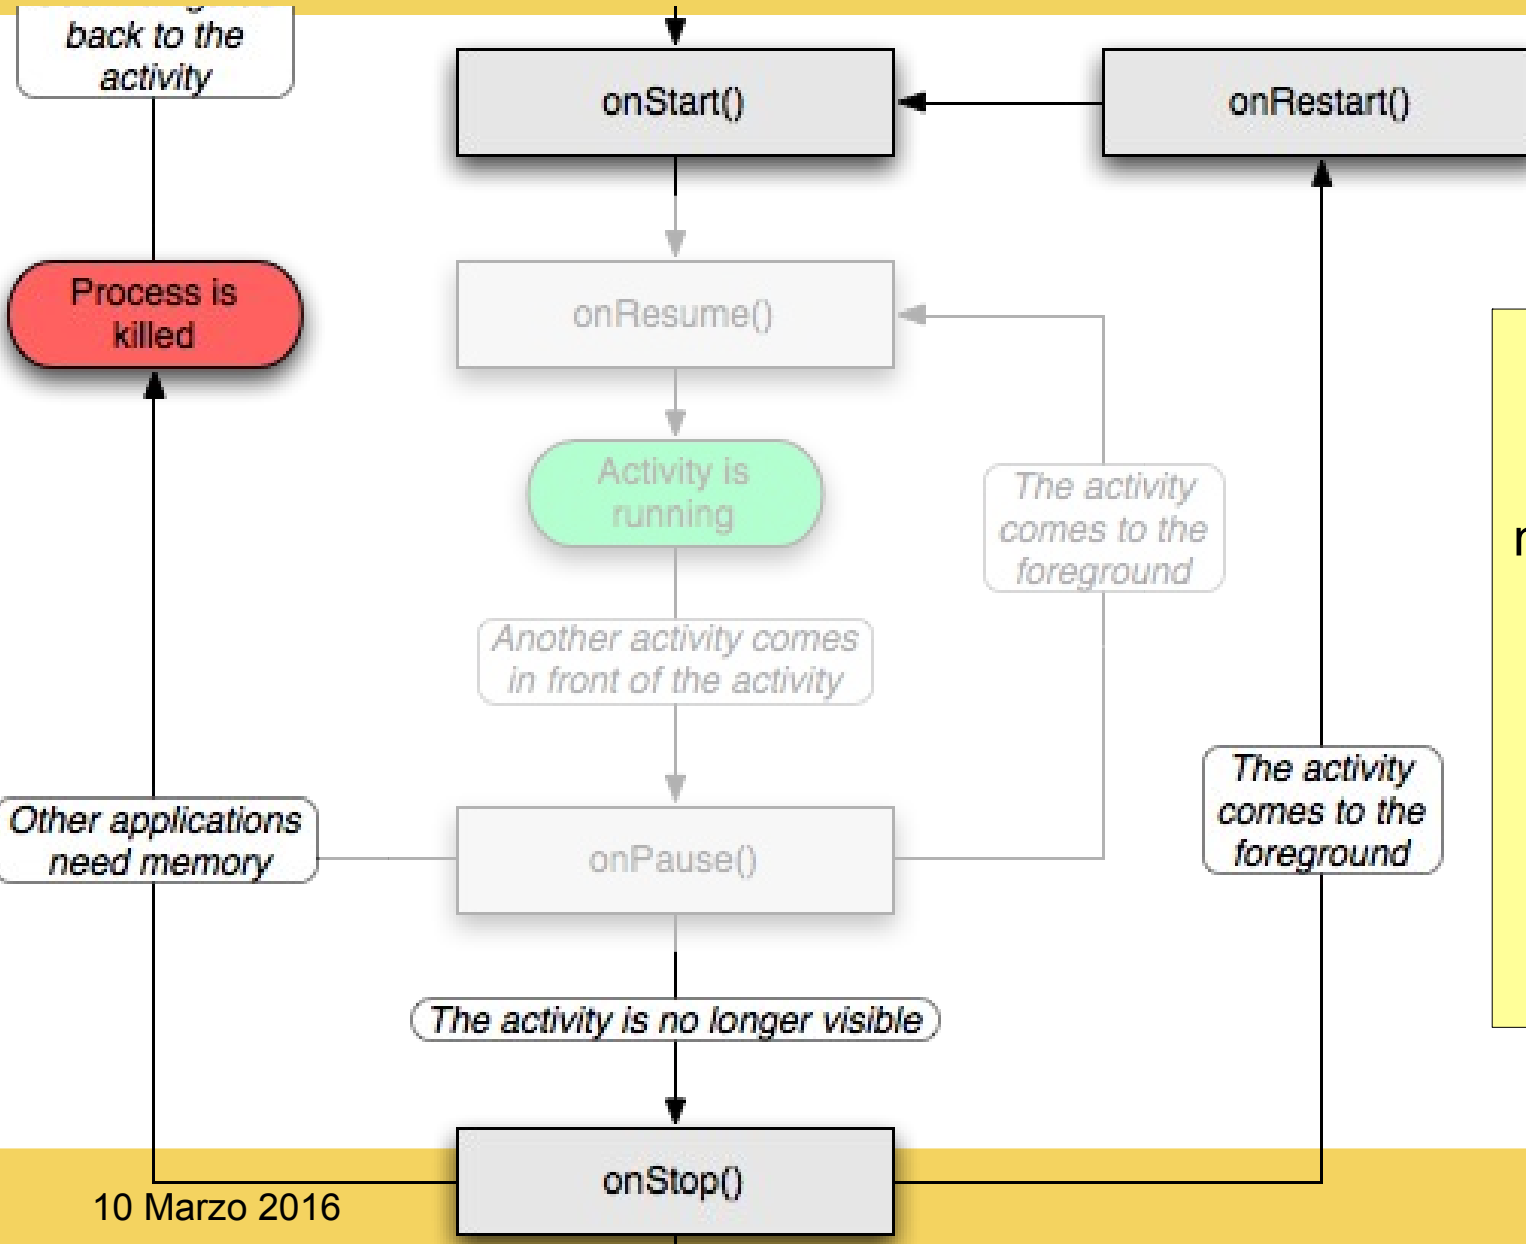 back to the
activity
onStart()
onRestart()
Process is
killed
onResume()
Activity is
running
The activity
comes to the
foreground
Another activity comes
in front of the activity
The activity
comes to the
foreground
Other applications
need memory
onPause()
The activity is no longer visible
onStop()
10 Marzo 2016